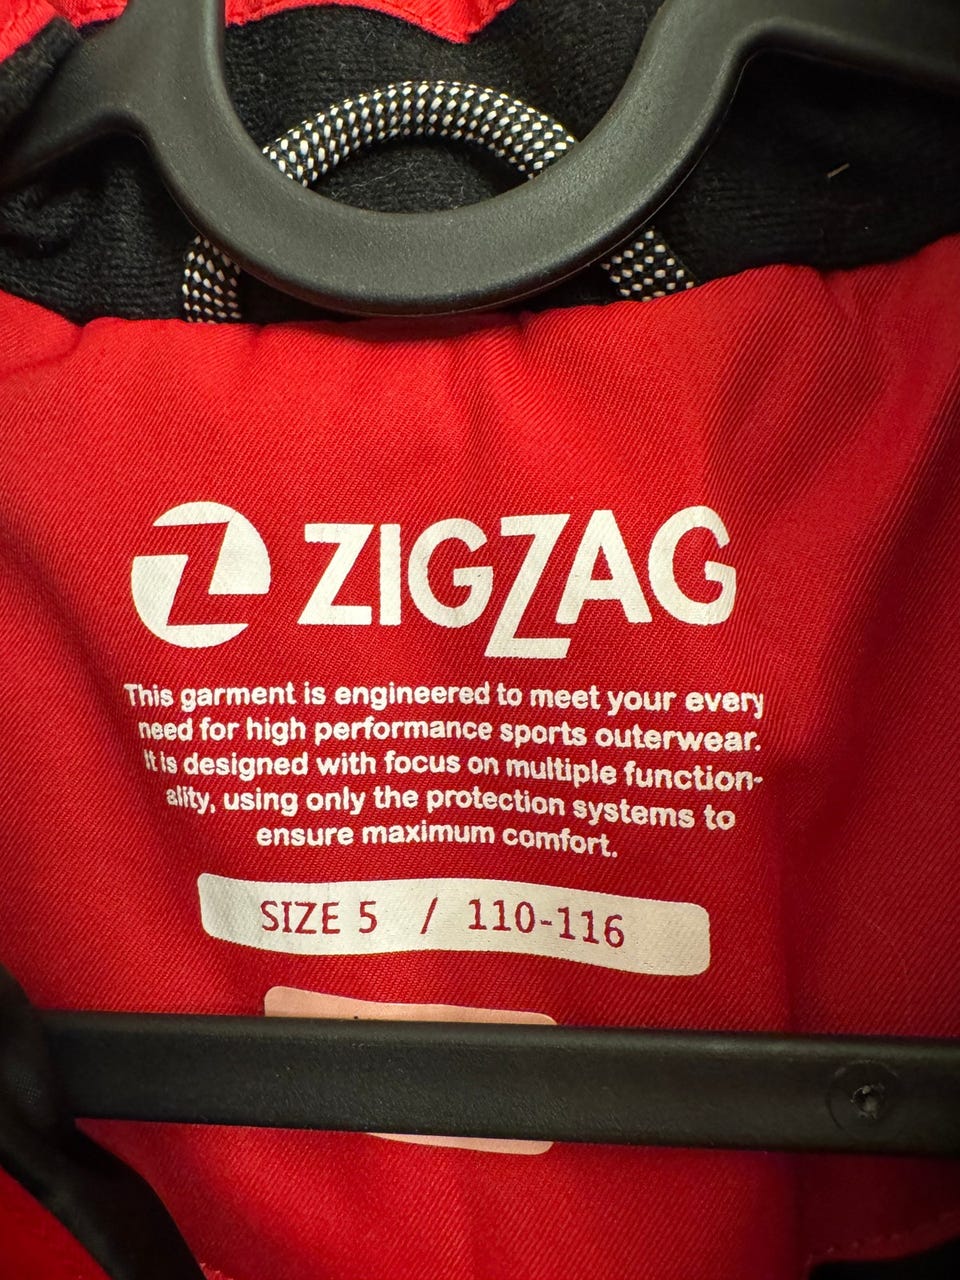 ZIGZAG
This garment is engineered to meet your every
need for high performance sports outerwear.
It is designed with focus on multiple function-
ality, using only the protection systems to
ensure maximum comfort.
SIZE 5 / 110-116